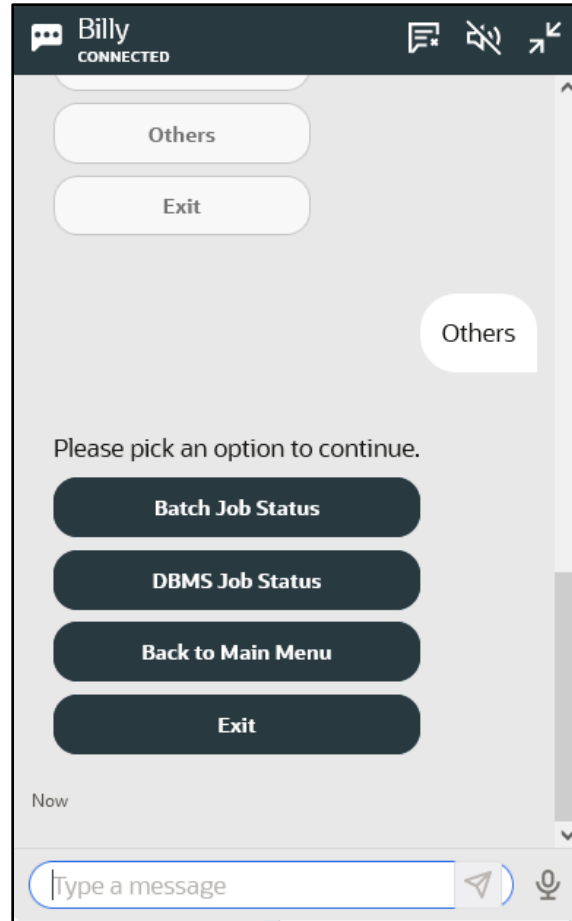 Billy
CONNECTED
Others
Exit
Others
Please pick an option to continue.
Batch Job Status
DBMS Job Status
Back to Main Menu
Exit
Now
Type a message